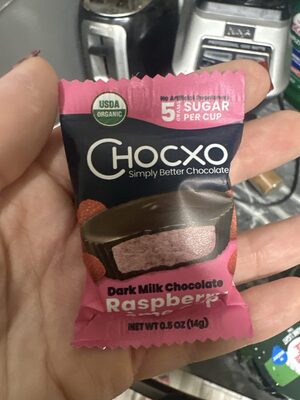 USDA
ORGANIC
No Artificial Sweeteners
5 GRAMS SUGAR
PER CUP
CHOCXO
Simply Better Chocolate
Dark Milk Chocolate
Raspberry
NET WT 0.5 OZ (14g)